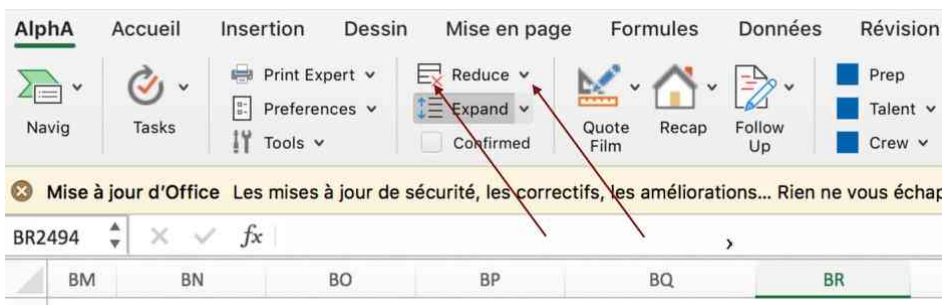 AlphA Accueil Insertion Dessin Mise en page Formules Données Révision
Navig
Tasks
Print Expert
Preferences
Tools
Reduce
Expand
Confirmed
Quote
Film
Recap
Follow
Up
Prep
Talent
Crew
Mise à jour d'Office Les mises à jour de sécurité, les correctifs, les améliorations... Rien ne vous échap
BR2494 fx
BM BN BO BP BQ BR